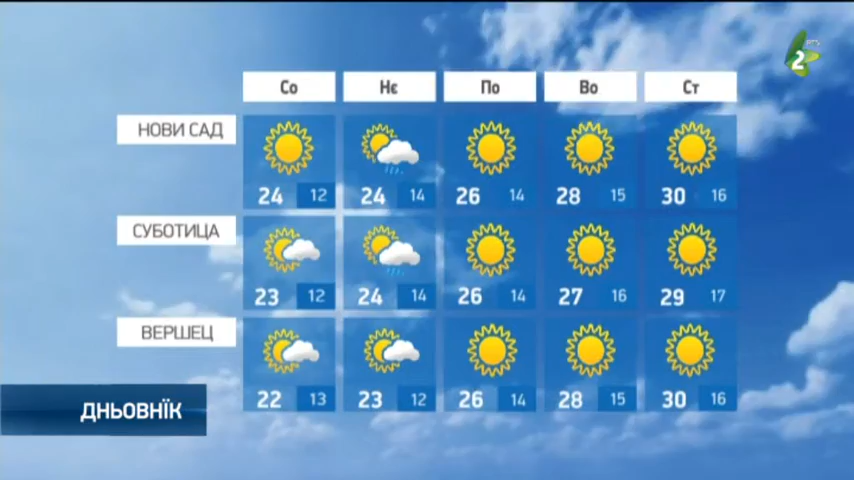 2
Со Нє По Во Ст
НОВИ САД
24 12 24 14 26 14 28 15 30 16
СУБОТИЦА
23 12 24 14 26 14 27 16 29 17
ВЕРШЕЦ
22 13 23 12 26 14 28 15 30 16
ДНЬОВНЇК